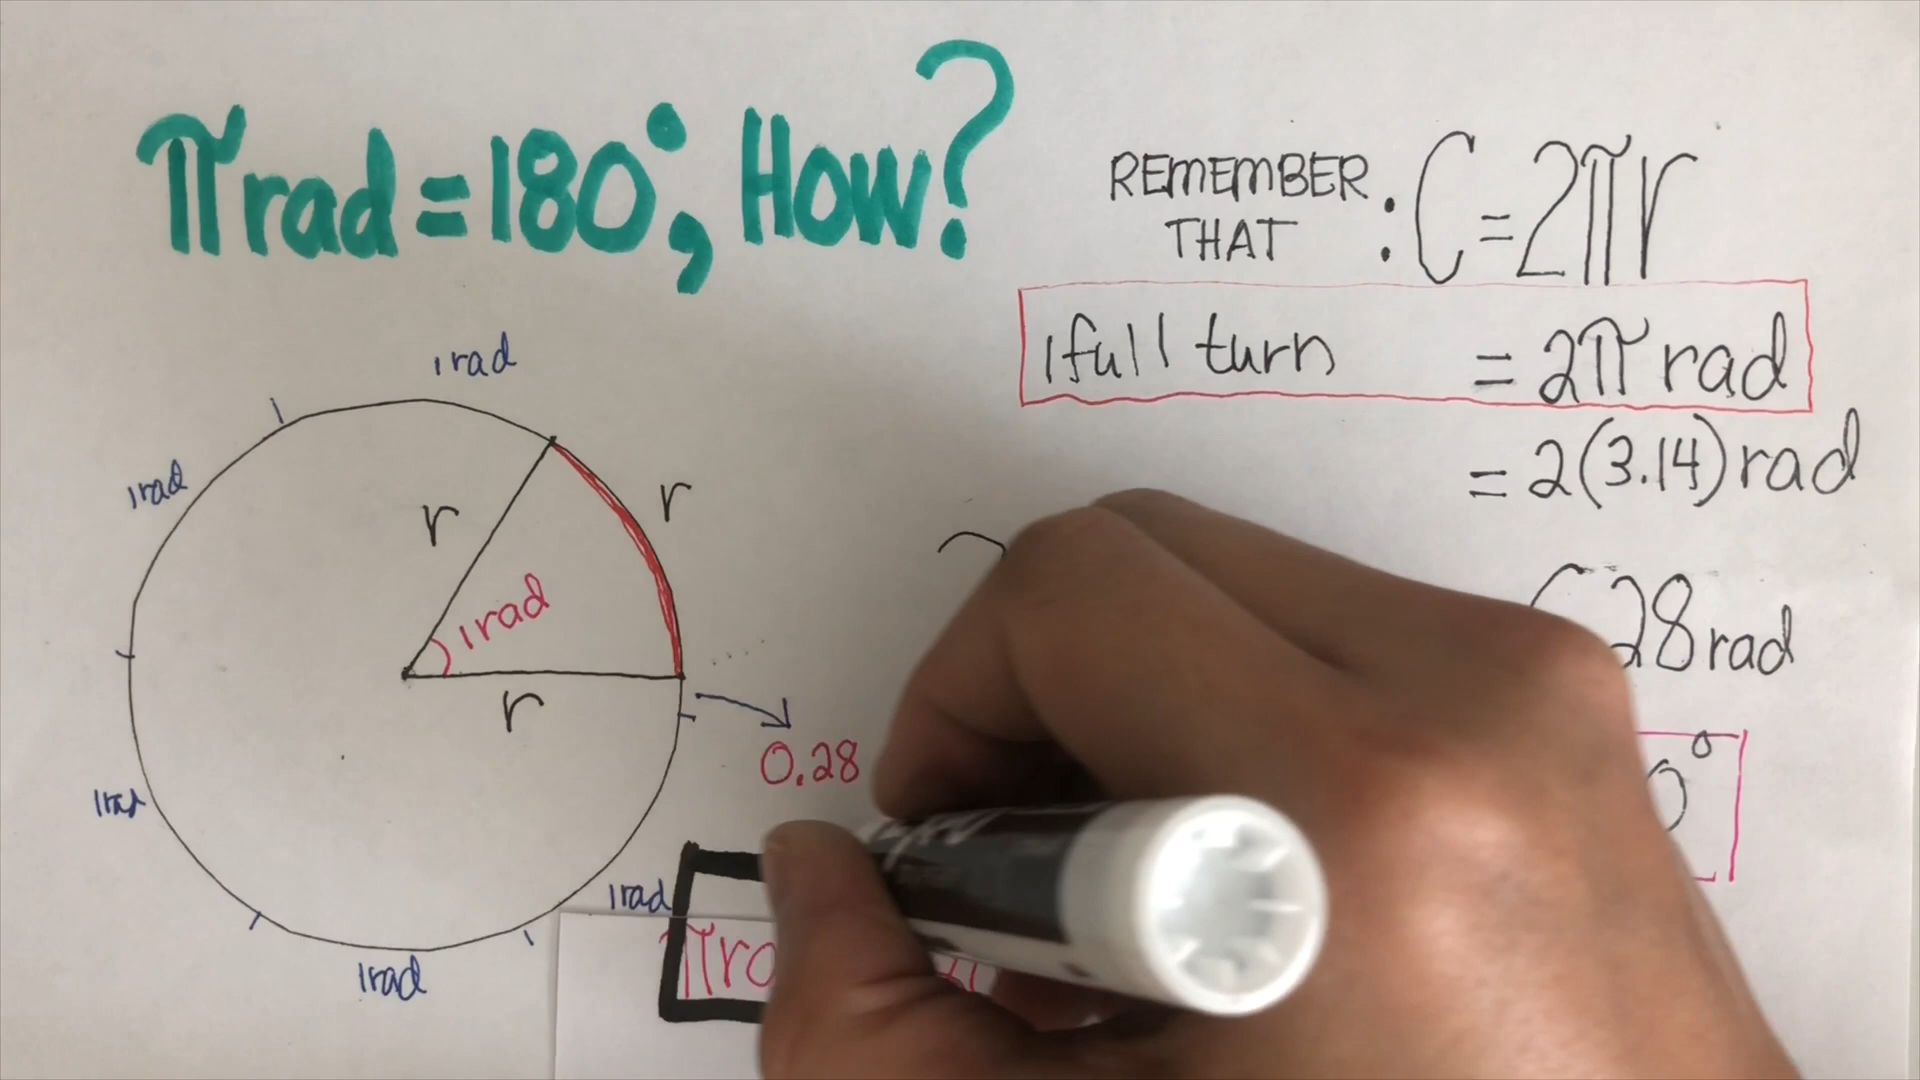 π rad = 180°, How?
REMEMBER THAT : C = 2πr
1 full turn = 2π rad
= 2(3.14) rad
28 rad
1 rad
1 rad
r
r
1 rad
r
0.28
1 rad
1 rad
1 rad
π